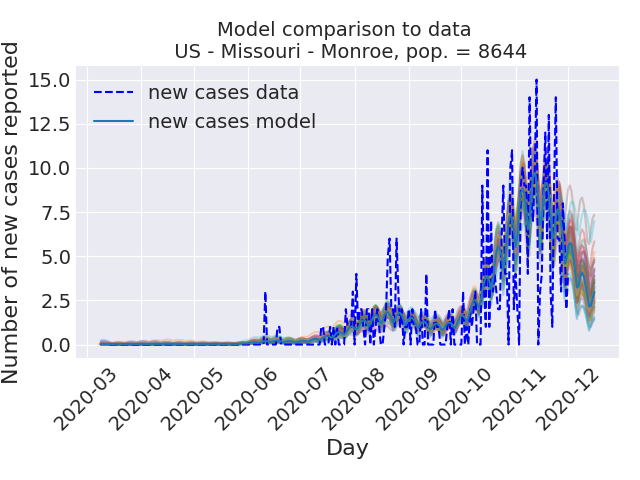 Model comparison to data
US - Missouri - Monroe, pop. = 8644
Number of new cases reported
15.0
12.5
10.0
7.5
5.0
2.5
0.0
new cases data
new cases model
2020-03
2020-04
2020-05
2020-06
2020-07
2020-08
2020-09
2020-10
2020-11
2020-12
Day